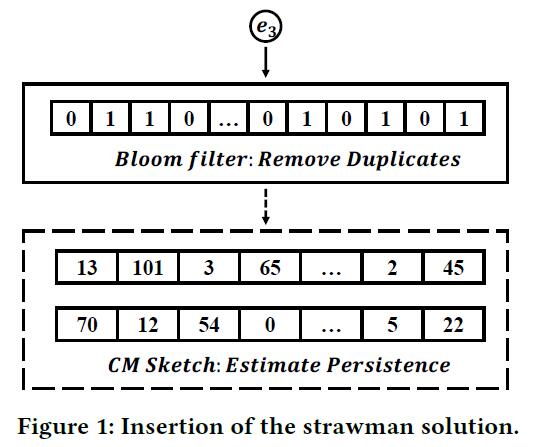 e3
0 1 1 0 ... 0 1 0 1 0 1
Bloom filter: Remove Duplicates
13 101 3 65 ... 2 45
70 12 54 0 ... 5 22
CM Sketch: Estimate Persistence
Figure 1: Insertion of the strawman solution.